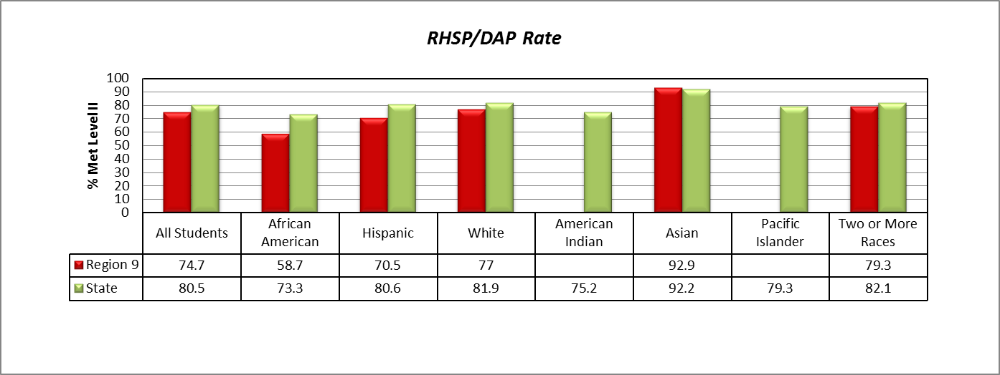 RHSP/DAP Rate
% Met Level II
100
90
80
70
60
50
40
30
20
10
0
All Students African American Hispanic White American Indian Asian Pacific Islander Two or More Races
Region 9 74.7 58.7 70.5 77 92.9 79.3
State 80.5 73.3 80.6 81.9 75.2 92.2 79.3 82.1